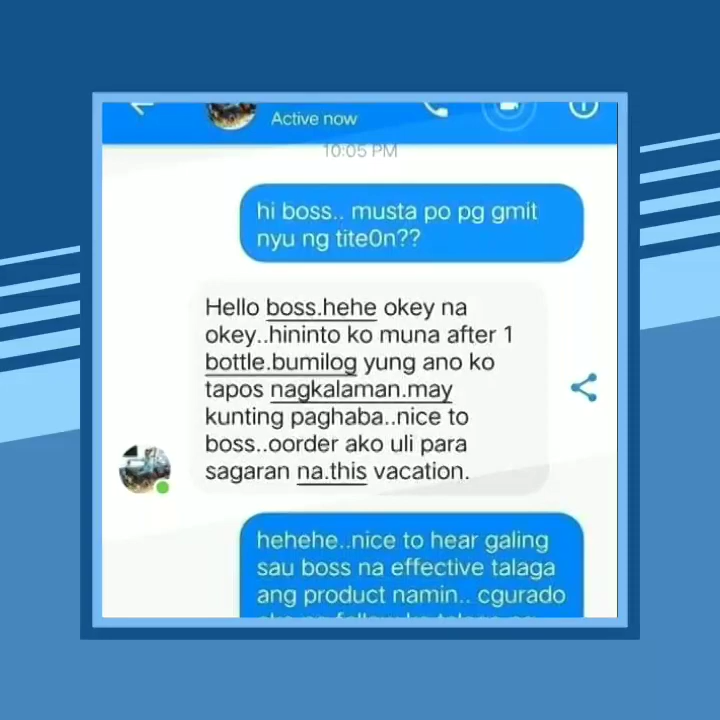 Active now
10:05 PM
hi boss.. musta po pg gmit
nyu ng tite0n??
Hello boss.hehe okey na
okey..hininto ko muna after 1
bottle.bumilog yung ano ko
tapos nagkalaman.may
kunting paghaba..nice to
boss..oorder ako uli para
sagaran na.this vacation.
hehehe..nice to hear galing
sau boss na effective talaga
ang product namin.. cgurado